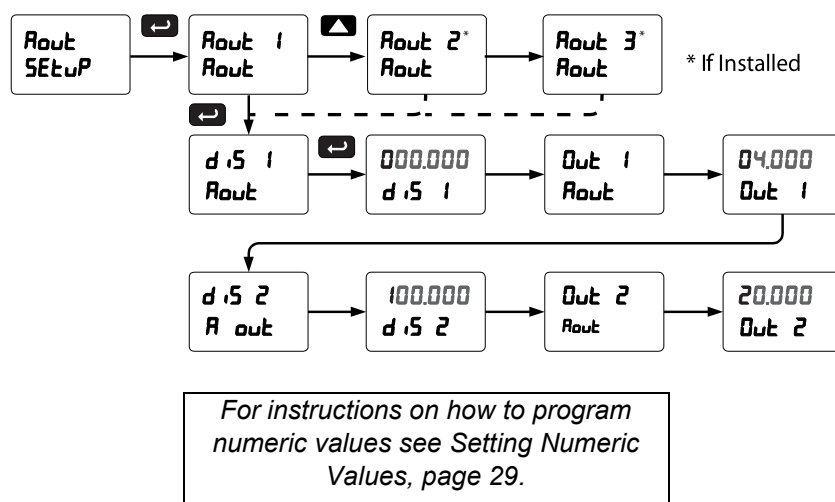 Aout
SEtuP
Aout 1
Aout
Aout 2*
Aout
Aout 3*
Aout
* If Installed
diS 1
Aout
000.000
diS 1
Out 1
Aout
04.000
Out 1
diS 2
A out
100.000
diS 2
Out 2
Aout
20.000
Out 2
For instructions on how to program
numeric values see Setting Numeric
Values, page 29.